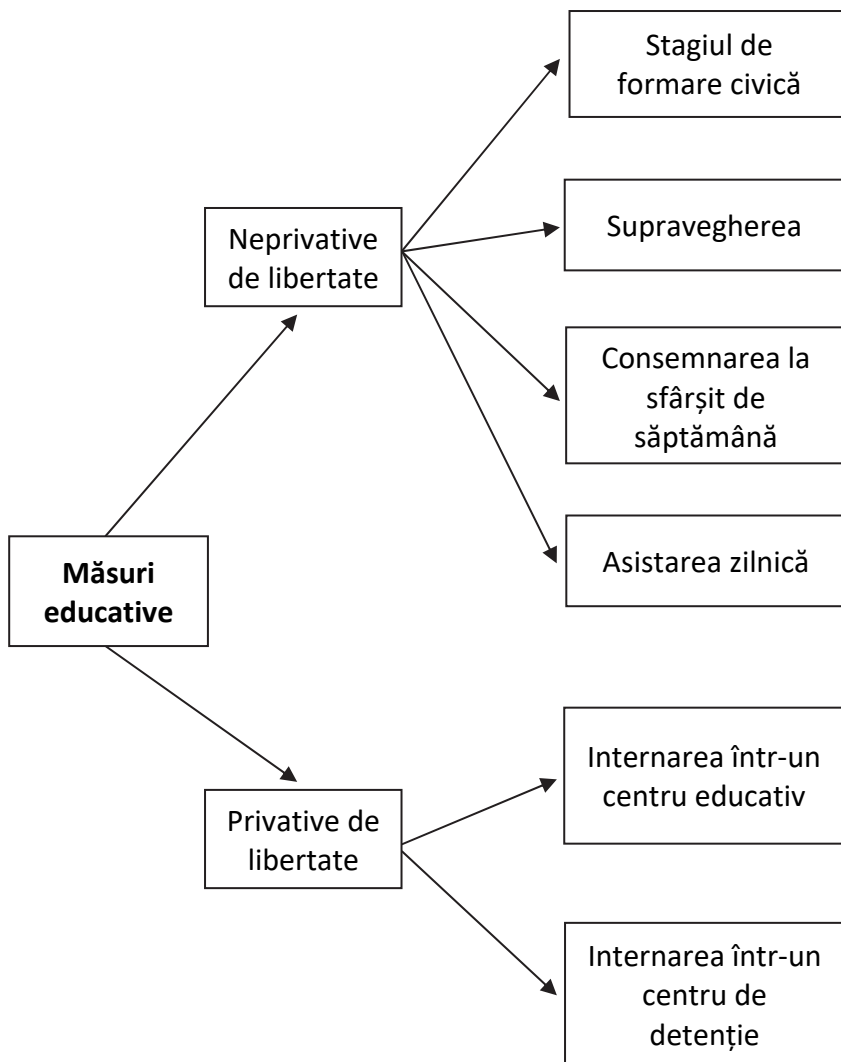 Stagiul de
formare civică
Neprivative
de libertate
Supravegherea
Consemnarea la
sfârșit de
săptămână
Asistarea zilnică
Măsuri
educative
Internarea într-un
centru educativ
Privative de
libertate
Internarea într-un
centru de
detenție